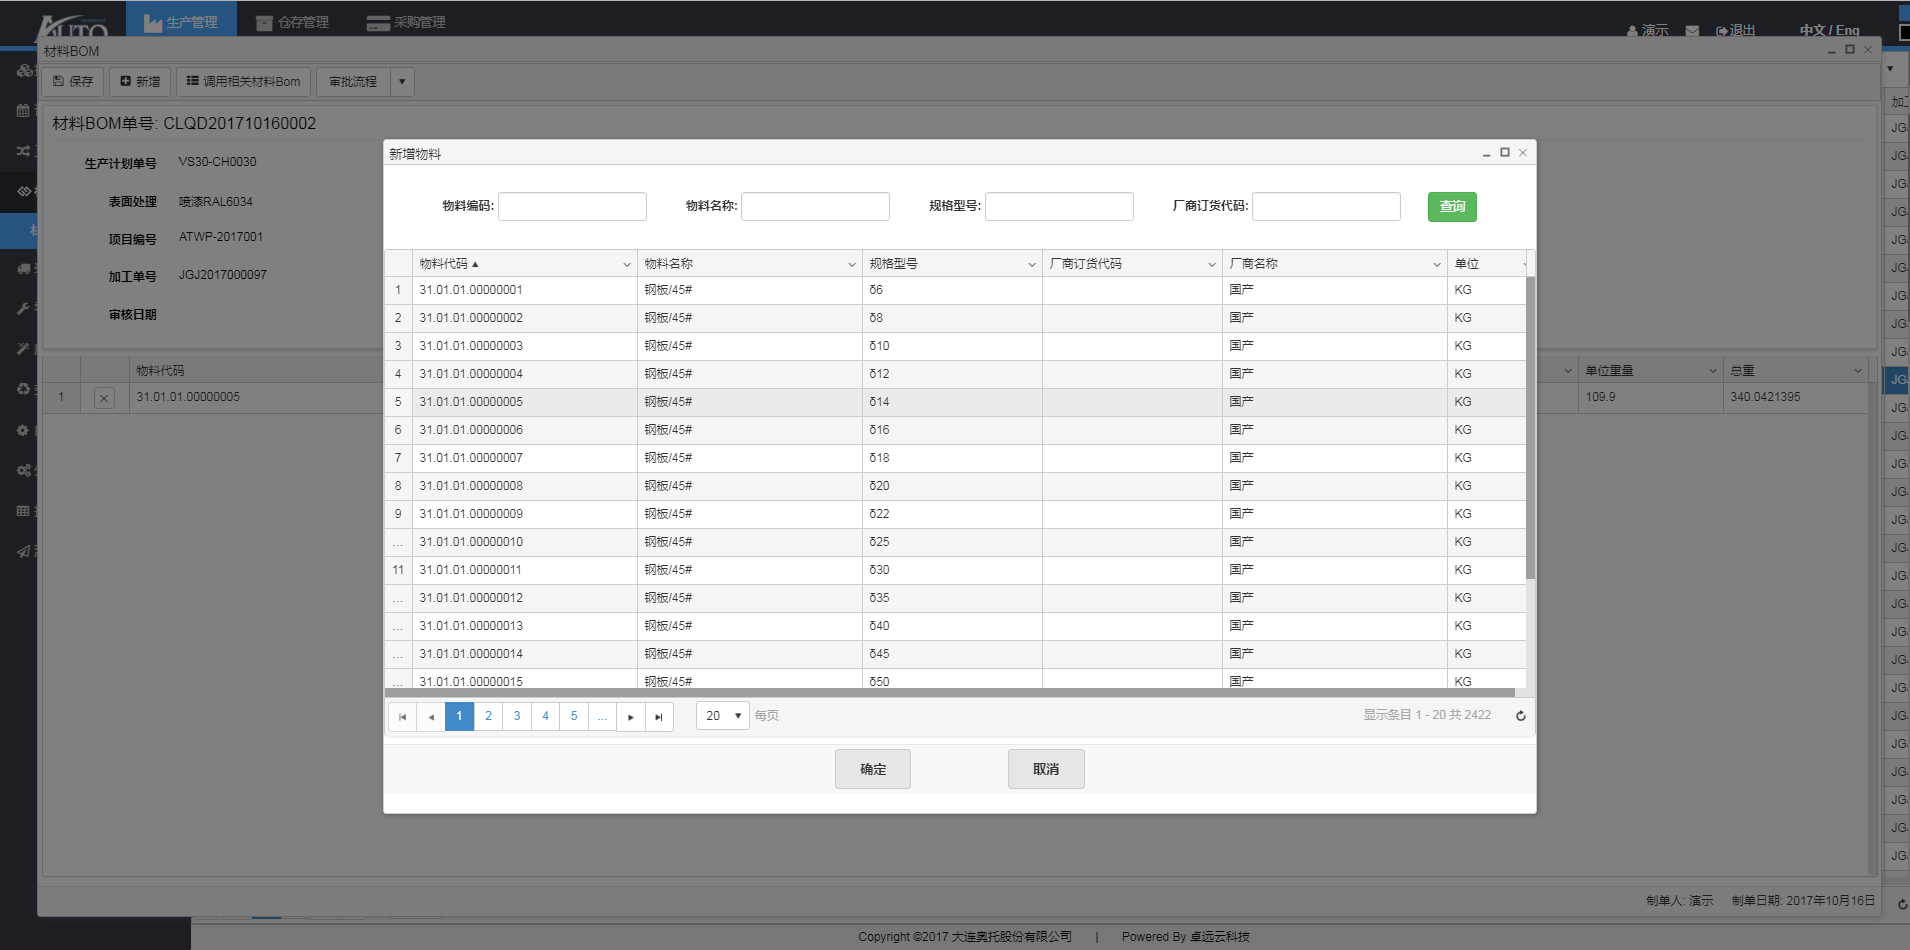 AUTO
生产管理 仓存管理 采购管理
演示 退出 中文 / Eng
材料BOM
保存 新增 调用相关材料Bom 审批流程
材料BOM单号: CLQD201710160002
生产计划单号 VS30-CH0030
表面处理 喷漆RAL6034
项目编号 ATWP-2017001
加工单号 JGJ2017000097
审核日期
物料代码 单位重量 总重
1 31.01.01.00000005 109.9 340.0421395
新增物料
物料编码: 物料名称: 规格型号: 厂商订货代码: 查询
物料代码 物料名称 规格型号 厂商订货代码 厂商名称 单位
1 31.01.01.00000001 钢板/45# δ6 国产 KG
2 31.01.01.00000002 钢板/45# δ8 国产 KG
3 31.01.01.00000003 钢板/45# δ10 国产 KG
4 31.01.01.00000004 钢板/45# δ12 国产 KG
5 31.01.01.00000005 钢板/45# δ14 国产 KG
6 31.01.01.00000006 钢板/45# δ16 国产 KG
7 31.01.01.00000007 钢板/45# δ18 国产 KG
8 31.01.01.00000008 钢板/45# δ20 国产 KG
9 31.01.01.00000009 钢板/45# δ22 国产 KG
... 31.01.01.00000010 钢板/45# δ25 国产 KG
11 31.01.01.00000011 钢板/45# δ30 国产 KG
... 31.01.01.00000012 钢板/45# δ35 国产 KG
... 31.01.01.00000013 钢板/45# δ40 国产 KG
... 31.01.01.00000014 钢板/45# δ45 国产 KG
... 31.01.01.00000015 钢板/45# δ50 国产 KG
1 2 3 4 5 ... 20 每页 显示条目 1 - 20 共 2422
确定 取消
制单人: 演示 制单日期: 2017年10月16日
Copyright ©2017 大连奥托股份有限公司 | Powered By 卓远云科技